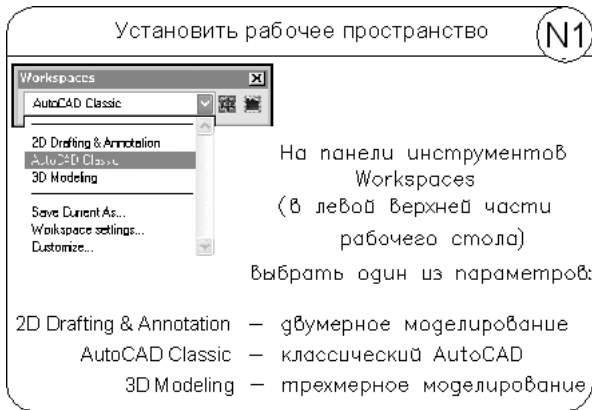 Установить рабочее пространство
N1
Workspaces
AutoCAD Classic
2D Drafting & Annotation
AutoCAD Classic
3D Modeling
Save Current As...
Workspace settings...
Customize...
На панели инструментов
Workspaces
(в левой верхней части
рабочего стола)
выбрать один из параметров:
2D Drafting & Annotation — двумерное моделирование
AutoCAD Classic — классический AutoCAD
3D Modeling — трехмерное моделирование